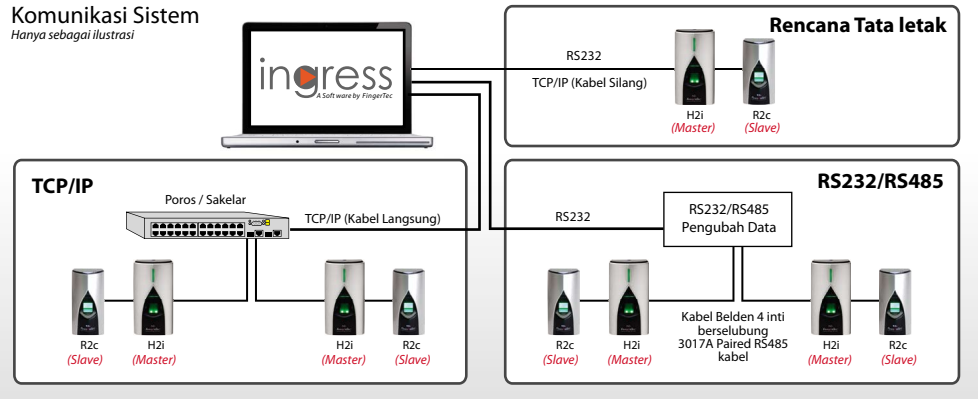 Komunikasi Sistem
Hanya sebagai ilustrasi
ingress
A Software by FingerTec
Rencana Tata letak
RS232
TCP/IP (Kabel Silang)
H2i
(Master)
R2c
(Slave)
TCP/IP
Poros / Sakelar
TCP/IP (Kabel Langsung)
R2c
(Slave)
H2i
(Master)
H2i
(Master)
R2c
(Slave)
RS232/RS485
RS232
RS232/RS485
Pengubah Data
R2c
(Slave)
H2i
(Master)
Kabel Belden 4 inti
berselubung
3017A Paired RS485
kabel
H2i
(Master)
R2c
(Slave)